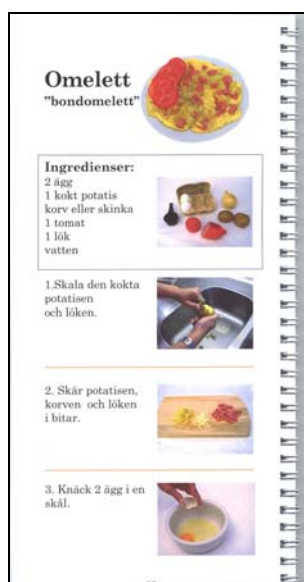 Omelett
"bondomelett"
Ingredienser:
2 ägg
1 kokt potatis
korv eller skinka
1 tomat
1 lök
vatten
1.Skala den kokta
potatisen
och löken.
2. Skär potatisen,
korven och löken
i bitar.
3. Knäck 2 ägg i en
skål.